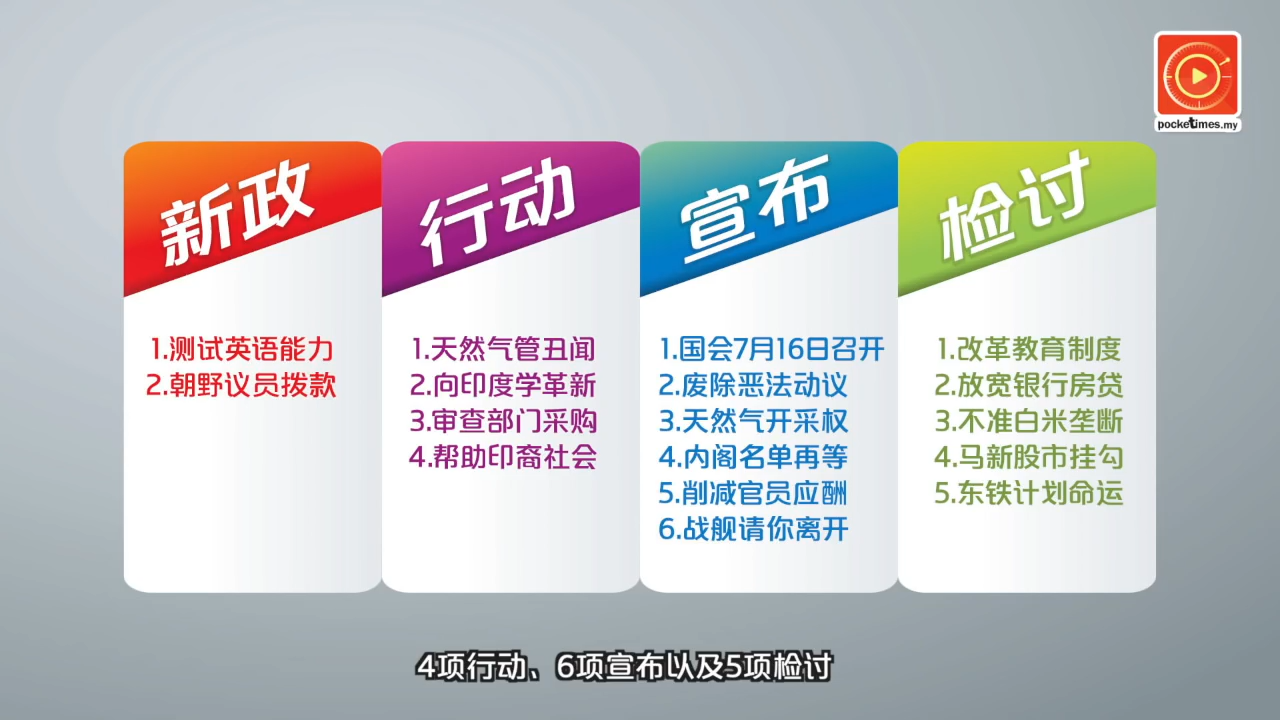 pocketimes.my
新政
1.测试英语能力
2.朝野议员拨款
行动
1.天然气管丑闻
2.向印度学革新
3.审查部门采购
4.帮助印裔社会
宣布
1.国会7月16日召开
2.废除恶法动议
3.天然气开采权
4.内阁名单再等
5.削减官员应酬
6.战舰请你离开
检讨
1.改革教育制度
2.放宽银行房贷
3.不准白米垄断
4.马新股市挂勾
5.东铁计划命运
4项行动、6项宣布以及5项检讨